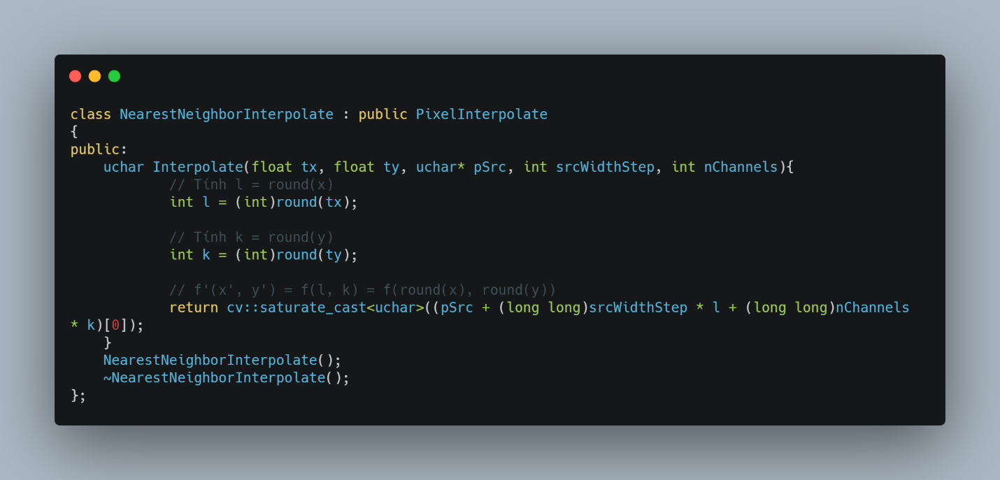 class NearestNeighborInterpolate : public PixelInterpolate
{
public:
    uchar Interpolate(float tx, float ty, uchar* pSrc, int srcWidthStep, int nChannels){
            // Tính l = round(x)
            int l = (int)round(tx);

            // Tính k = round(y)
            int k = (int)round(ty);

            // f'(x', y') = f(l, k) = f(round(x), round(y))
            return cv::saturate_cast<uchar>((pSrc + (long long)srcWidthStep * l + (long long)nChannels
* k)[0]);
    }
    NearestNeighborInterpolate();
    ~NearestNeighborInterpolate();
};